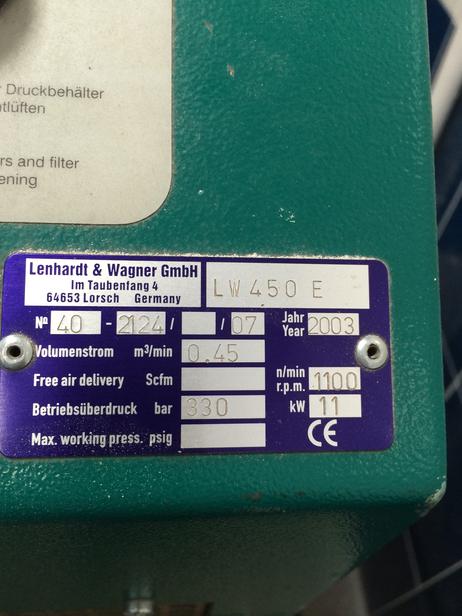 Druckbehälter
ntlüften
rs and filter
ening
Lenhardt & Wagner GmbH
Im Taubenfang 4
64653 Lorsch Germany
LW 450 E
Nº 40 - 2124 / / 07
Jahr
Year 2003
Volumenstrom m³/min 0.45
Free air delivery Scfm
n/min
r.p.m. 1100
Betriebsüberdruck bar 330
kW 11
Max. working press. psig
CE